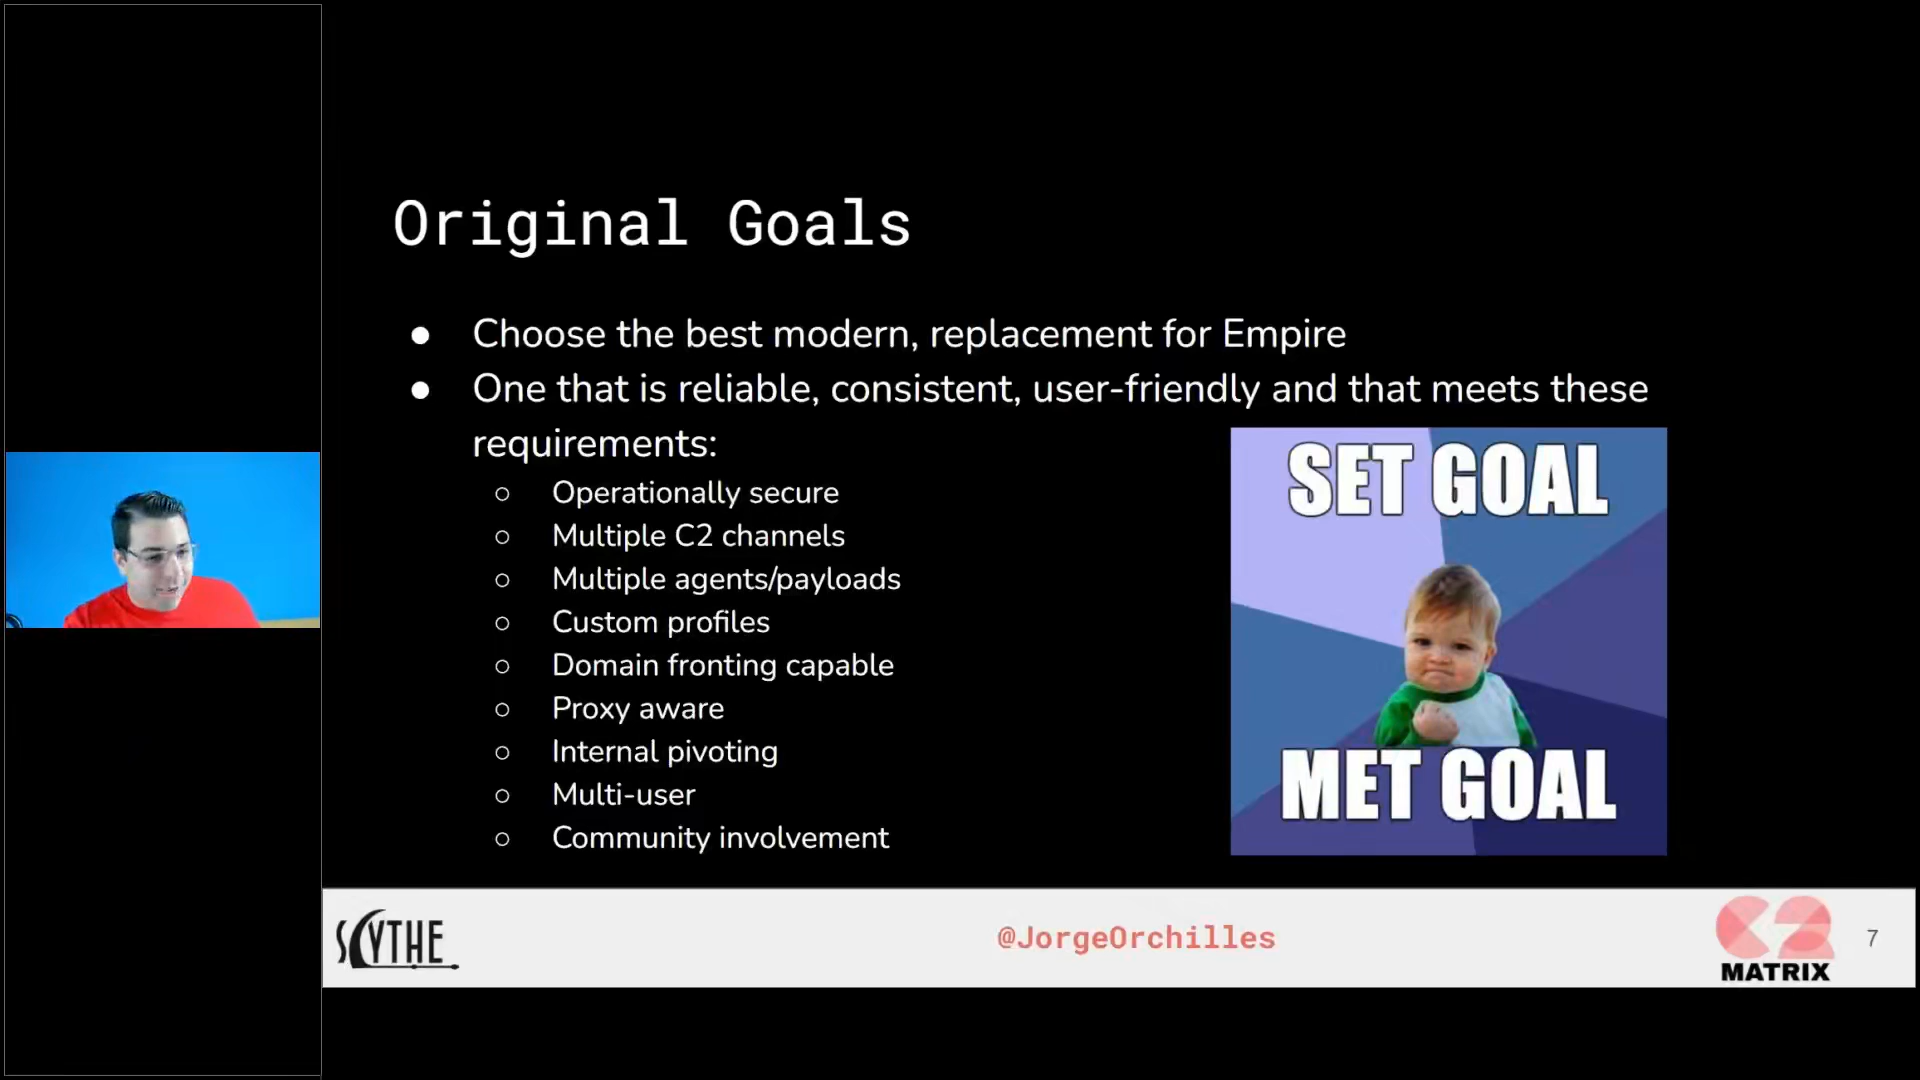 Original Goals
● Choose the best modern, replacement for Empire
● One that is reliable, consistent, user-friendly and that meets these
requirements:
○ Operationally secure
○ Multiple C2 channels
○ Multiple agents/payloads
○ Custom profiles
○ Domain fronting capable
○ Proxy aware
○ Internal pivoting
○ Multi-user
○ Community involvement
SET GOAL
MET GOAL
SCYTHE
@JorgeOrchilles
C2
MATRIX
7